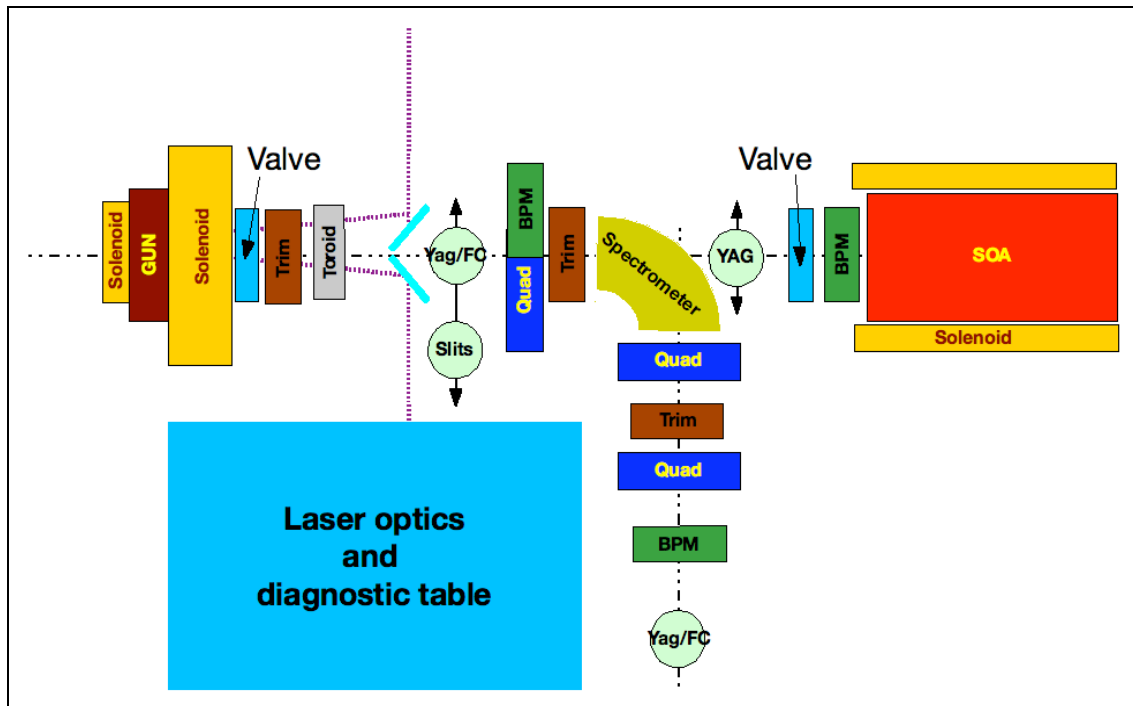 Valve
Valve
Solenoid
GUN
Solenoid
Trim
Toroid
Yag/FC
Slits
BPM
Quad
Trim
Spectrometer
YAG
BPM
SOA
Solenoid
Quad
Trim
Quad
BPM
Yag/FC
Laser optics
and
diagnostic table